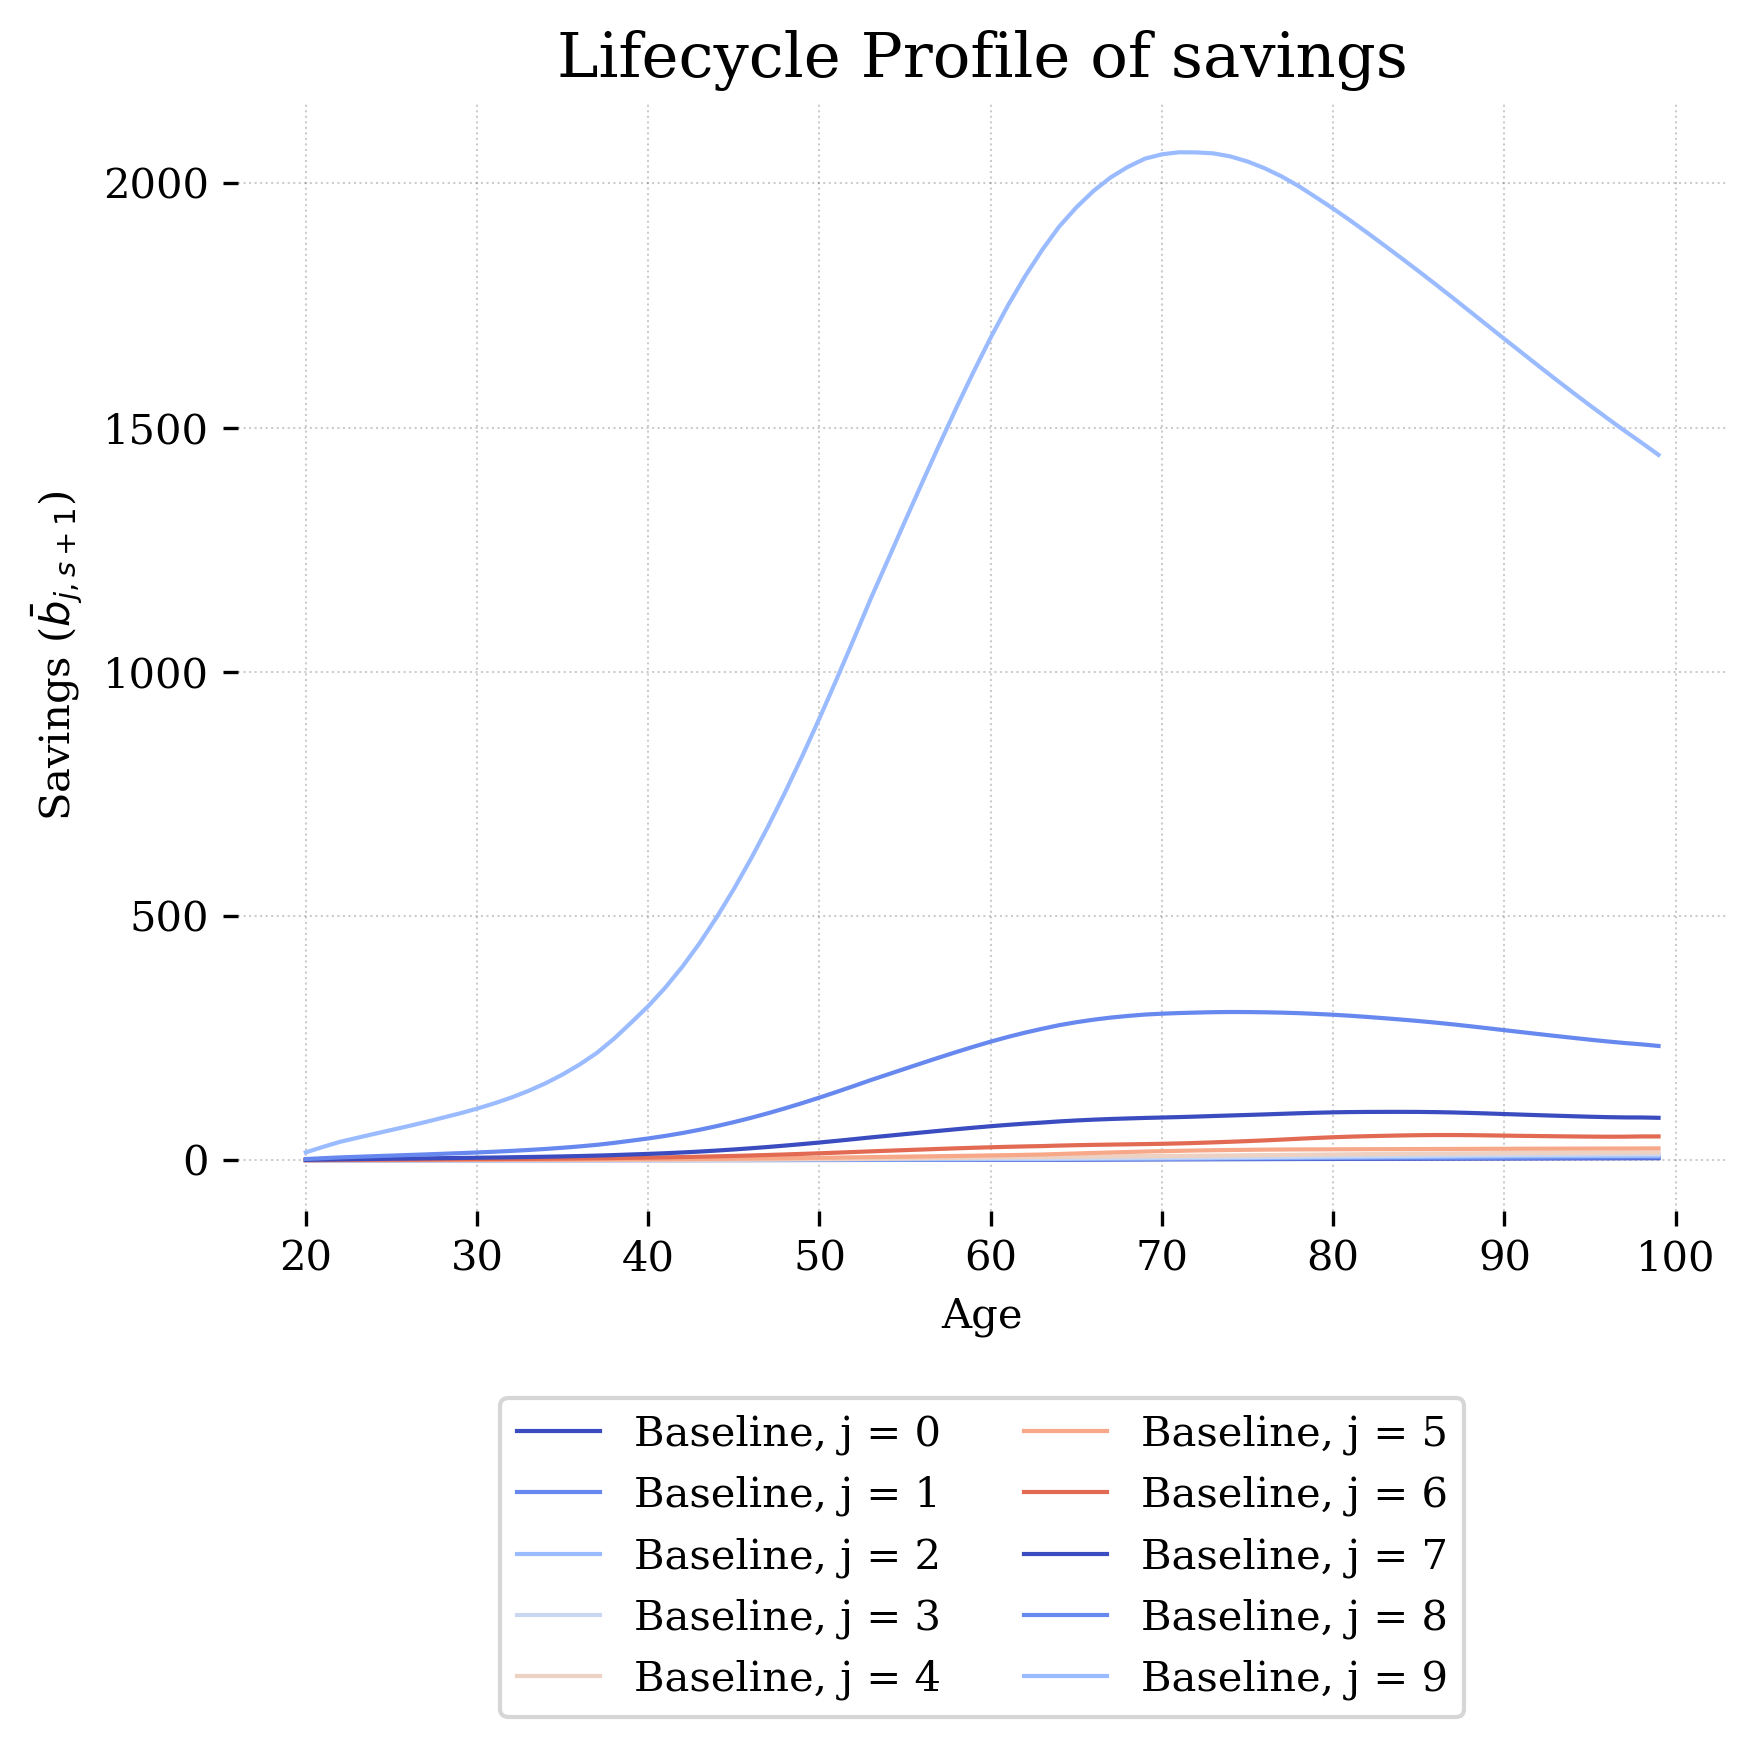 Lifecycle Profile of savings
2000
1500
1000
500
0
Savings (b̄j,s+1)
20 30 40 50 60 70 80 90 100
Age
Baseline, j = 0
Baseline, j = 1
Baseline, j = 2
Baseline, j = 3
Baseline, j = 4
Baseline, j = 5
Baseline, j = 6
Baseline, j = 7
Baseline, j = 8
Baseline, j = 9